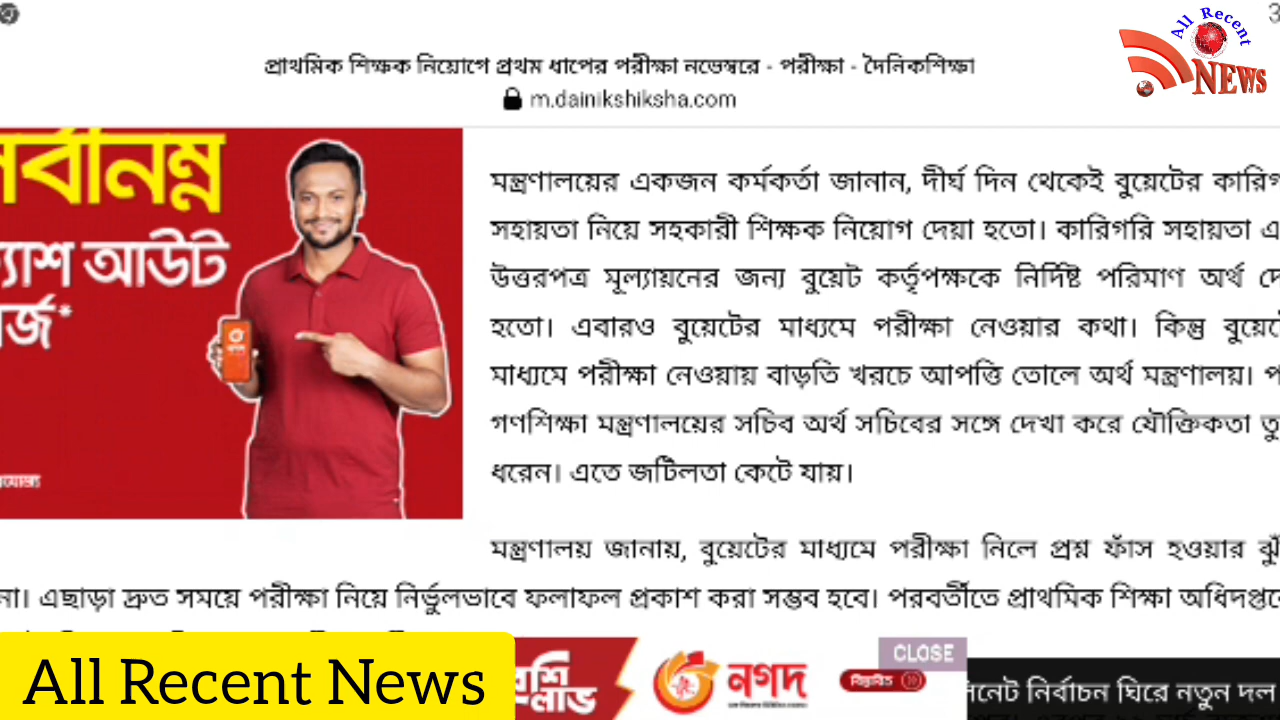 প্রাথমিক শিক্ষক নিয়োগে প্রথম ধাপের পরীক্ষা নভেম্বরে - পরীক্ষা - দৈনিকশিক্ষা
m.dainikshiksha.com
All Recent
NEWS
আউট
মন্ত্রণালয়ের একজন কর্মকর্তা জানান, দীর্ঘ দিন থেকেই বুয়েটের
সহায়তা নিয়ে সহকারী শিক্ষক নিয়োগ দেয়া হতো। কারিগরি সহায়তা
উত্তরপত্র মূল্যায়নের জন্য বুয়েট কর্তৃপক্ষকে নির্দিষ্ট পরিমাণ অর্থ
হতো। এবারও বুয়েটের মাধ্যমে পরীক্ষা নেওয়ার কথা। কিন্তু
মাধ্যমে পরীক্ষা নেওয়ায় বাড়তি খরচে আপত্তি তোলে অর্থ মন্ত্রণালয়।
গণশিক্ষা মন্ত্রণালয়ের সচিব অর্থ সচিবের সঙ্গে দেখা করে যৌক্তিকতা
ধরেন। এতে জটিলতা কেটে যায়।
মন্ত্রণালয় জানায়, বুয়েটের মাধ্যমে পরীক্ষা নিলে প্রশ্ন ফাঁস হওয়ার
না। এছাড়া দ্রুত সময়ে পরীক্ষা নিয়ে নির্ভুলভাবে ফলাফল প্রকাশ করা সম্ভব হবে। পরবর্তীতে প্রাথমিক শিক্ষা
All Recent News
নগদ
CLOSE
নির্বাচন ঘিরে নতুন দল